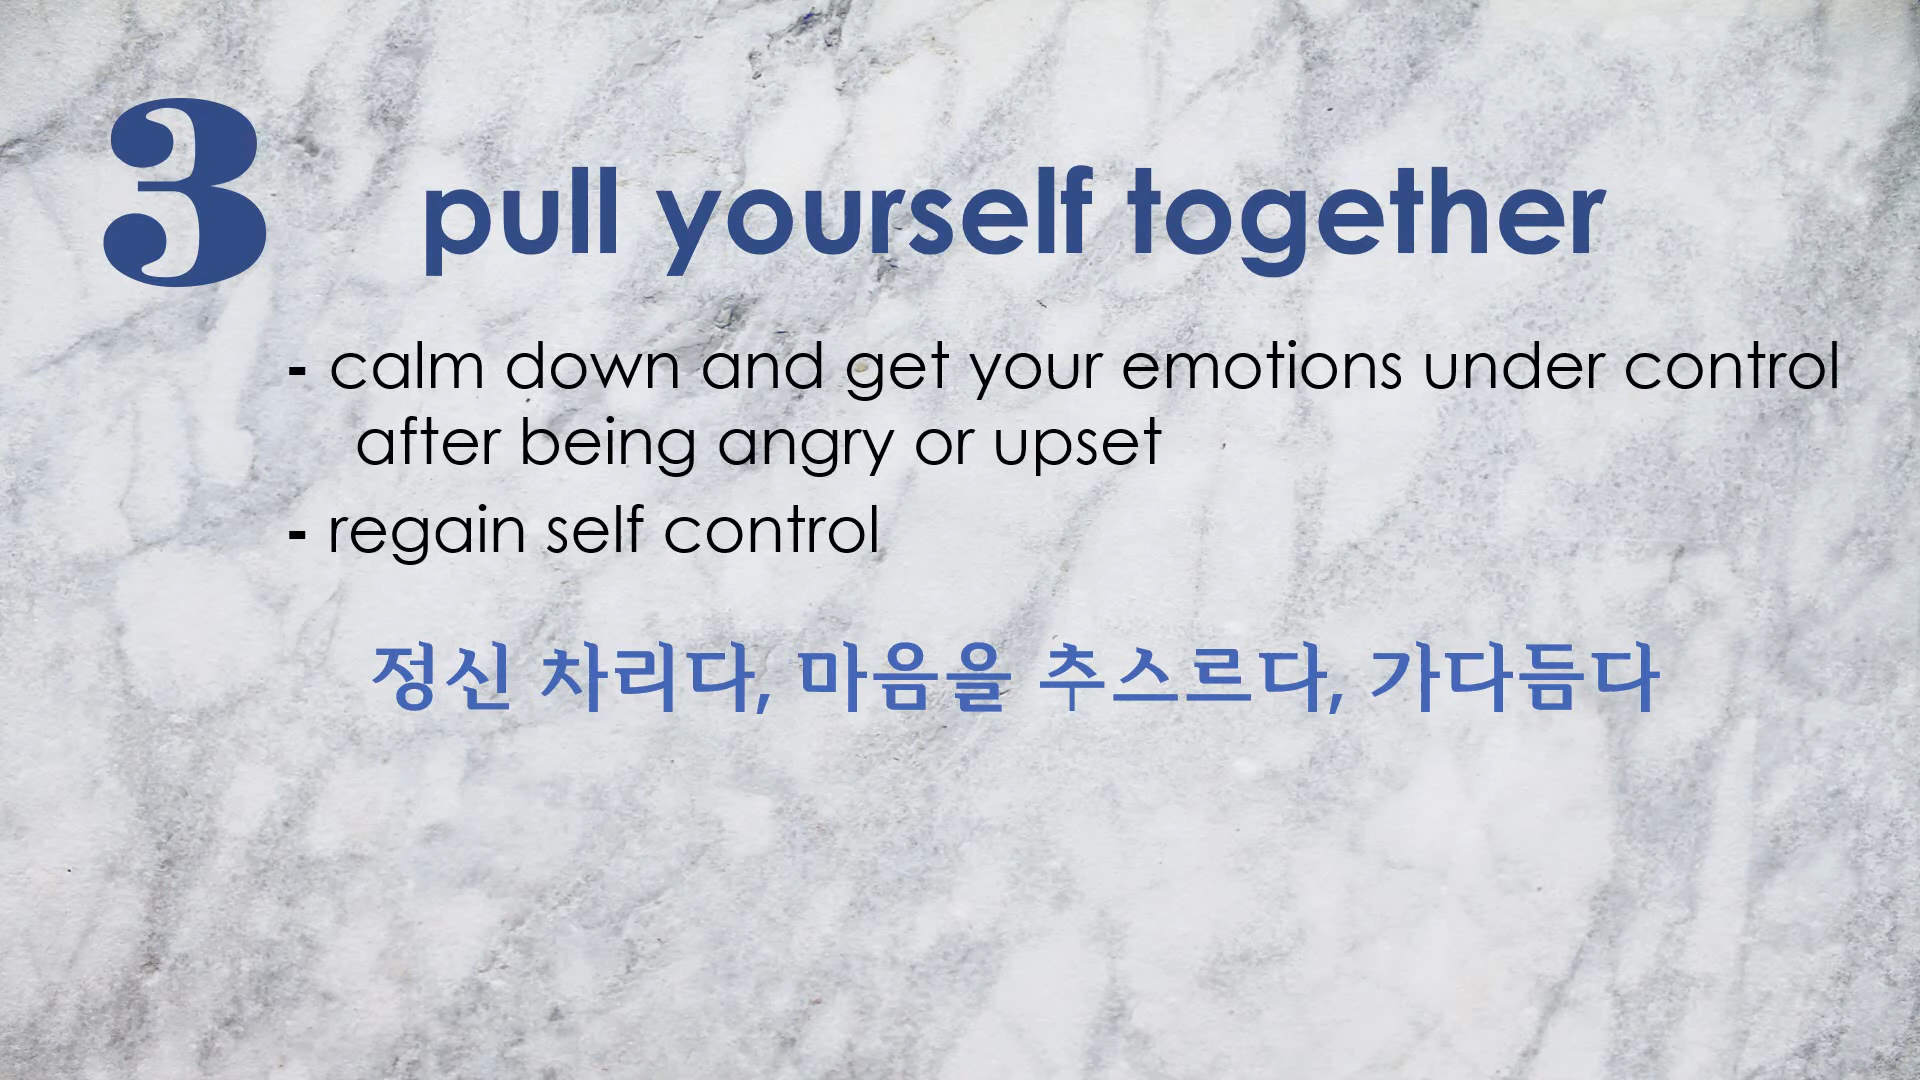 3 pull yourself together
- calm down and get your emotions under control
after being angry or upset
- regain self control
정신 차리다, 마음을 추스르다, 가다듬다